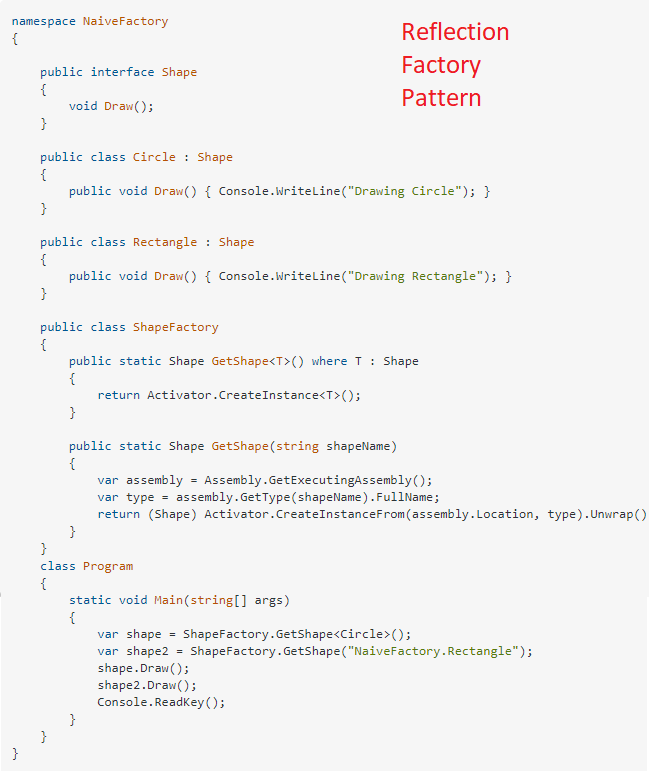 namespace NaiveFactory
{
Reflection
Factory
Pattern
    public interface Shape
    {
        void Draw();
    }
    public class Circle : Shape
    {
        public void Draw() { Console.WriteLine("Drawing Circle"); }
    }
    public class Rectangle : Shape
    {
        public void Draw() { Console.WriteLine("Drawing Rectangle"); }
    }
    public class ShapeFactory
    {
        public static Shape GetShape<T>() where T : Shape
        {
            return Activator.CreateInstance<T>();
        }
        public static Shape GetShape(string shapeName)
        {
            var assembly = Assembly.GetExecutingAssembly();
            var type = assembly.GetType(shapeName).FullName;
            return (Shape) Activator.CreateInstanceFrom(assembly.Location, type).Unwrap()
        }
    }
    class Program
    {
        static void Main(string[] args)
        {
            var shape = ShapeFactory.GetShape<Circle>();
            var shape2 = ShapeFactory.GetShape("NaiveFactory.Rectangle");
            shape.Draw();
            shape2.Draw();
            Console.ReadKey();
        }
    }
}